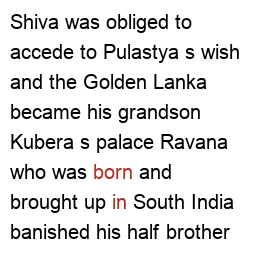 Shiva was obliged to
accede to Pulastya s wish
and the Golden Lanka
became his grandson
Kubera s palace Ravana
who was born and
brought up in South India
banished his half brother